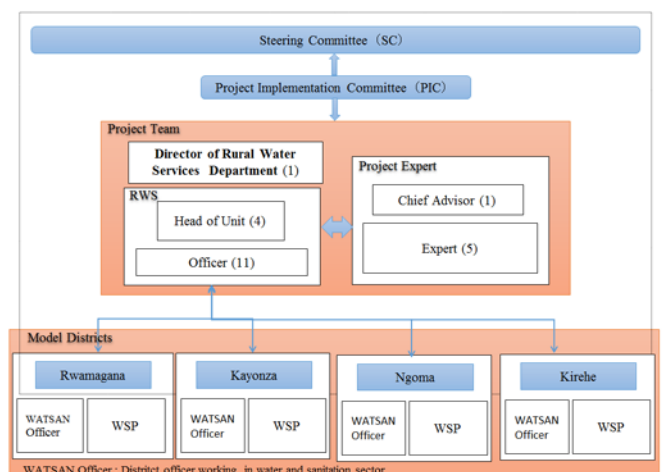 Steering Committee（SC）
Project Implementation Committee（PIC）
Project Team
Director of Rural Water
Services Department (1)
RWS
Head of Unit (4)
Officer (11)
Project Expert
Chief Advisor (1)
Expert (5)
Model Districts
Rwamagana
WATSAN
Officer
WSP
Kayonza
WATSAN
Officer
WSP
Ngoma
WATSAN
Officer
WSP
Kirehe
WATSAN
Officer
WSP
WATSAN Officer : Distritct officer working in water and sanitation sector